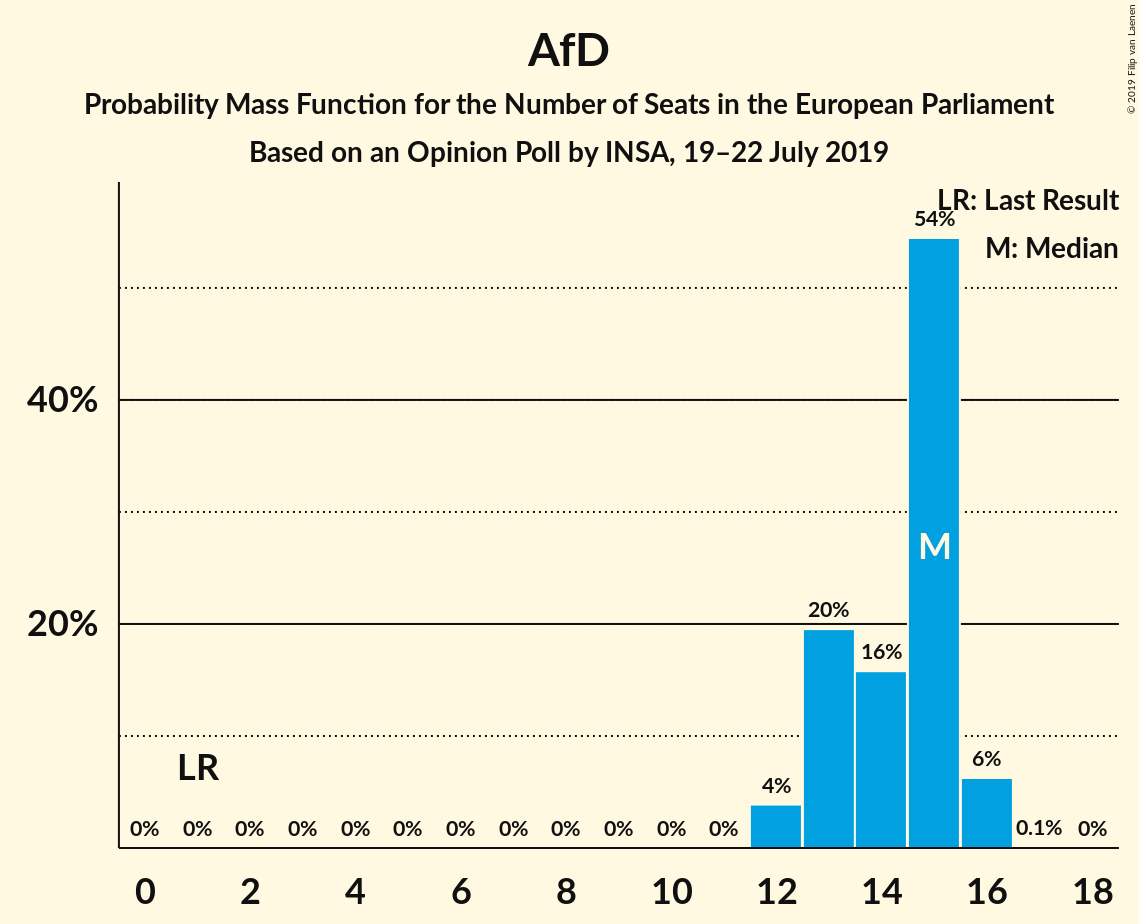 AfD
Probability Mass Function for the Number of Seats in the European Parliament
Based on an Opinion Poll by INSA, 19–22 July 2019
© 2019 Filip van Laenen
LR: Last Result
M: Median
54%
40%
M
20%
20%
16%
LR
6%
4%
0% 0% 0% 0% 0% 0% 0% 0% 0% 0% 0% 0% 0.1% 0%
0 2 4 6 8 10 12 14 16 18